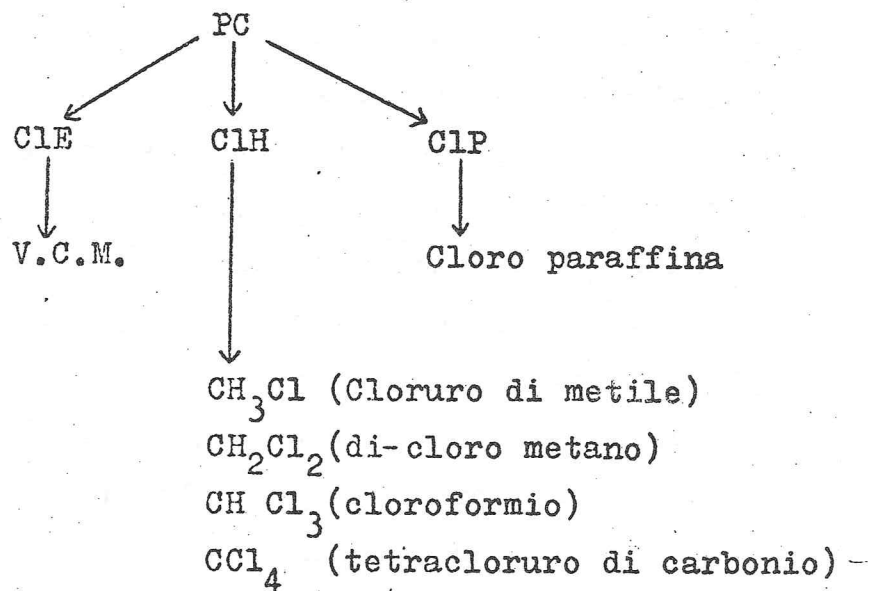 PC
ClE ClH ClP
V.C.M. Cloro paraffina
CH3Cl (Cloruro di metile)
CH2Cl2(di-cloro metano)
CH Cl3(cloroformio)
CCl4 (tetracloruro di carbonio)-